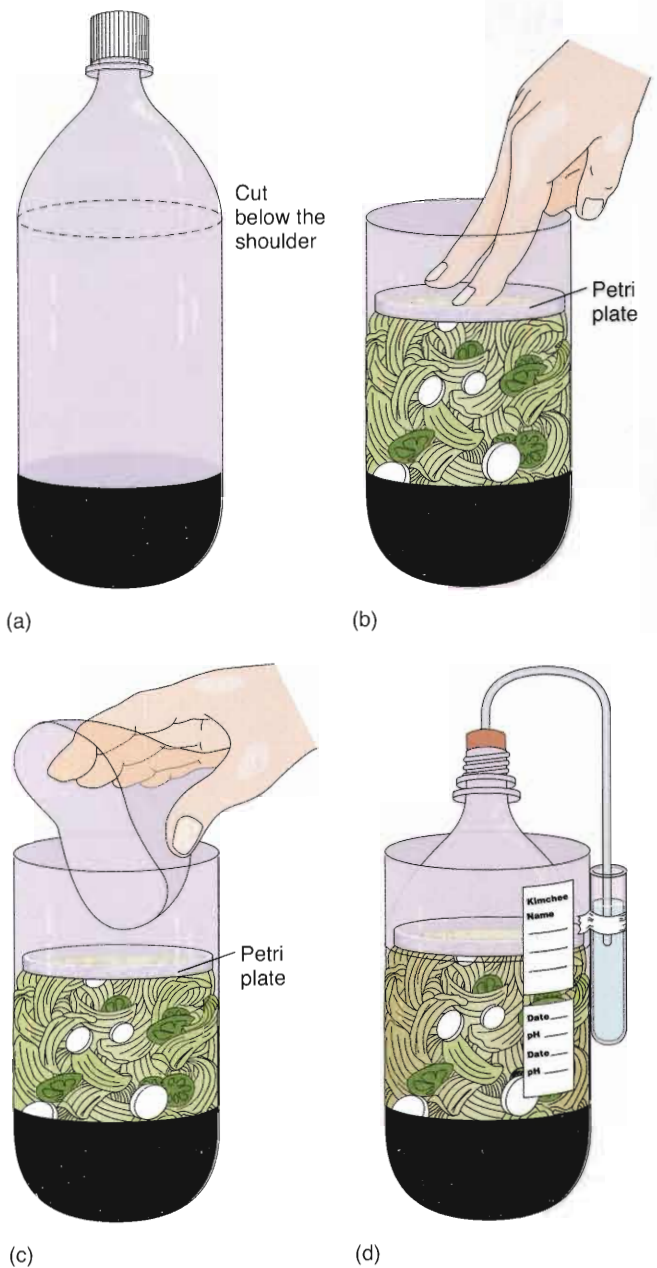 Cut
below the
shoulder
Petri
plate
(a)
(b)
Petri
plate
Kimchee
Name
Date
pH
Date
pH
(c)
(d)